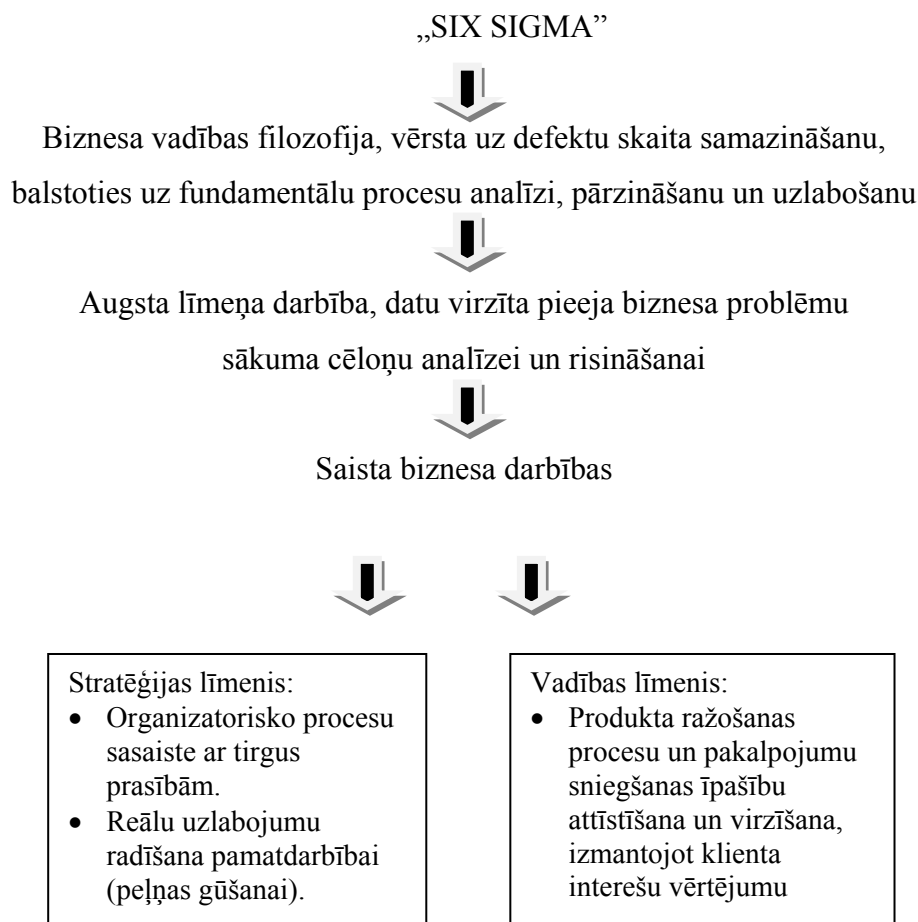 „SIX SIGMA”
Biznesa vadības filozofija, vērsta uz defektu skaita samazināšanu,
balstoties uz fundamentālu procesu analīzi, pārzināšanu un uzlabošanu
Augsta līmeņa darbība, datu virzīta pieeja biznesa problēmu
sākuma cēloņu analīzei un risināšanai
Saista biznesa darbības
Stratēģijas līmenis:
• Organizatorisko procesu
sasaiste ar tirgus
prasībām.
• Reālu uzlabojumu
radīšana pamatdarbībai
(peļņas gūšanai).
Vadības līmenis:
• Produkta ražošanas
procesu un pakalpojumu
sniegšanas īpašību
attīstīšana un virzīšana,
izmantojot klienta
interešu vērtējumu